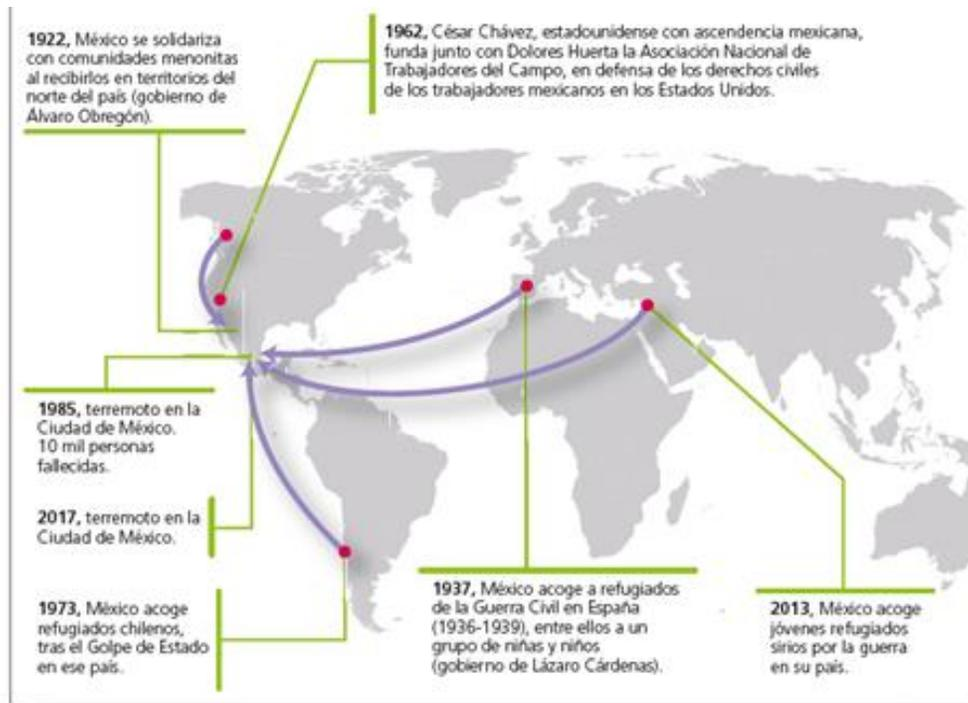 1922, México se solidariza
con comunidades menonitas
al recibirlos en territorios del
norte del país (gobierno de
Álvaro Obregón).
1962, César Chávez, estadounidense con ascendencia mexicana,
funda junto con Dolores Huerta la Asociación Nacional de
Trabajadores del Campo, en defensa de los derechos civiles
de los trabajadores mexicanos en los Estados Unidos.
1985, terremoto en la
Ciudad de México.
10 mil personas
fallecidas.
2017, terremoto en la
Ciudad de México.
1973, México acoge
refugiados chilenos,
tras el Golpe de Estado
en ese país.
1937, México acoge a refugiados
de la Guerra Civil en España
(1936-1939), entre ellos a un
grupo de niñas y niños
(gobierno de Lázaro Cárdenas).
2013, México acoge
jóvenes refugiados
sirios por la guerra
en su país.